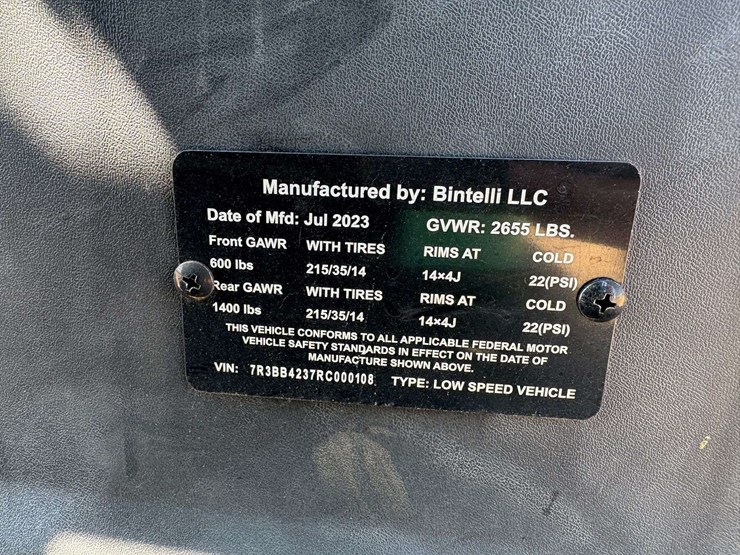 Manufactured by: Bintelli LLC
Date of Mfd: Jul 2023 GVWR: 2655 LBS.
Front GAWR WITH TIRES RIMS AT COLD
600 lbs 215/35/14 14×4J 22(PSI)
Rear GAWR WITH TIRES RIMS AT COLD
1400 lbs 215/35/14 14×4J 22(PSI)
THIS VEHICLE CONFORMS TO ALL APPLICABLE FEDERAL MOTOR
VEHICLE SAFETY STANDARDS IN EFFECT ON THE DATE OF
MANUFACTURE SHOWN ABOVE.
VIN: 7R3BB4237RC000108 TYPE: LOW SPEED VEHICLE